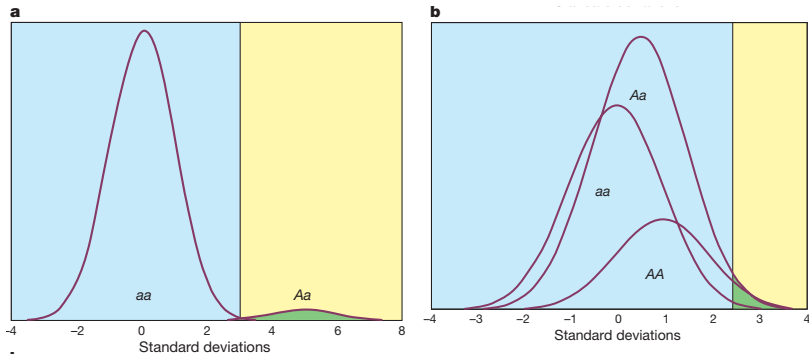 a
aa
Aa
-4 -2 0 2 4 6 8
Standard deviations
b
Aa
aa
AA
–4 –3 –2 –1 0 1 2 3 4
Standard deviations